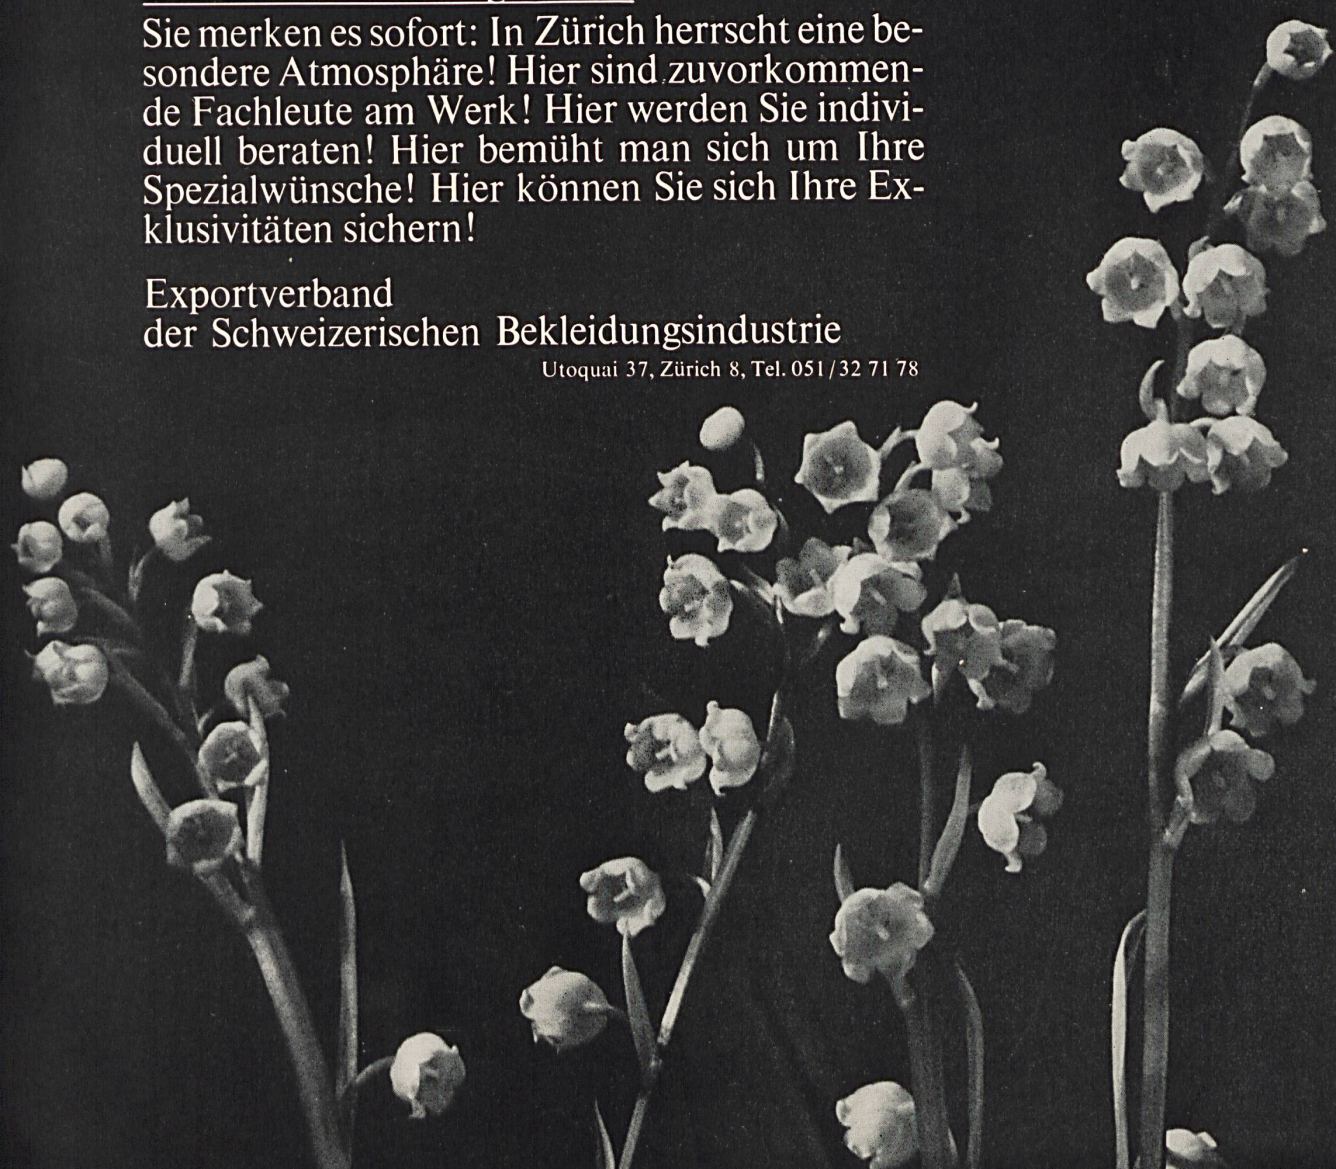 Sie merken es sofort: In Zürich herrscht eine be-
sondere Atmosphäre! Hier sind zuvorkommen-
de Fachleute am Werk! Hier werden Sie indivi-
duell beraten! Hier bemüht man sich um Ihre
Spezialwünsche! Hier können Sie sich Ihre Ex-
klusivitäten sichern!
Exportverband
der Schweizerischen Bekleidungsindustrie
Utoquai 37, Zürich 8, Tel. 051/32 71 78